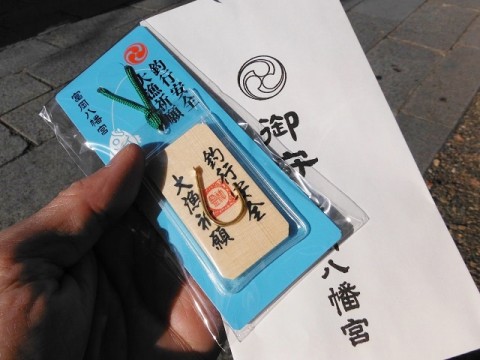 釣行安全
大漁祈願
富岡八幡宮
釣行安全
大漁祈願
御守
八幡宮